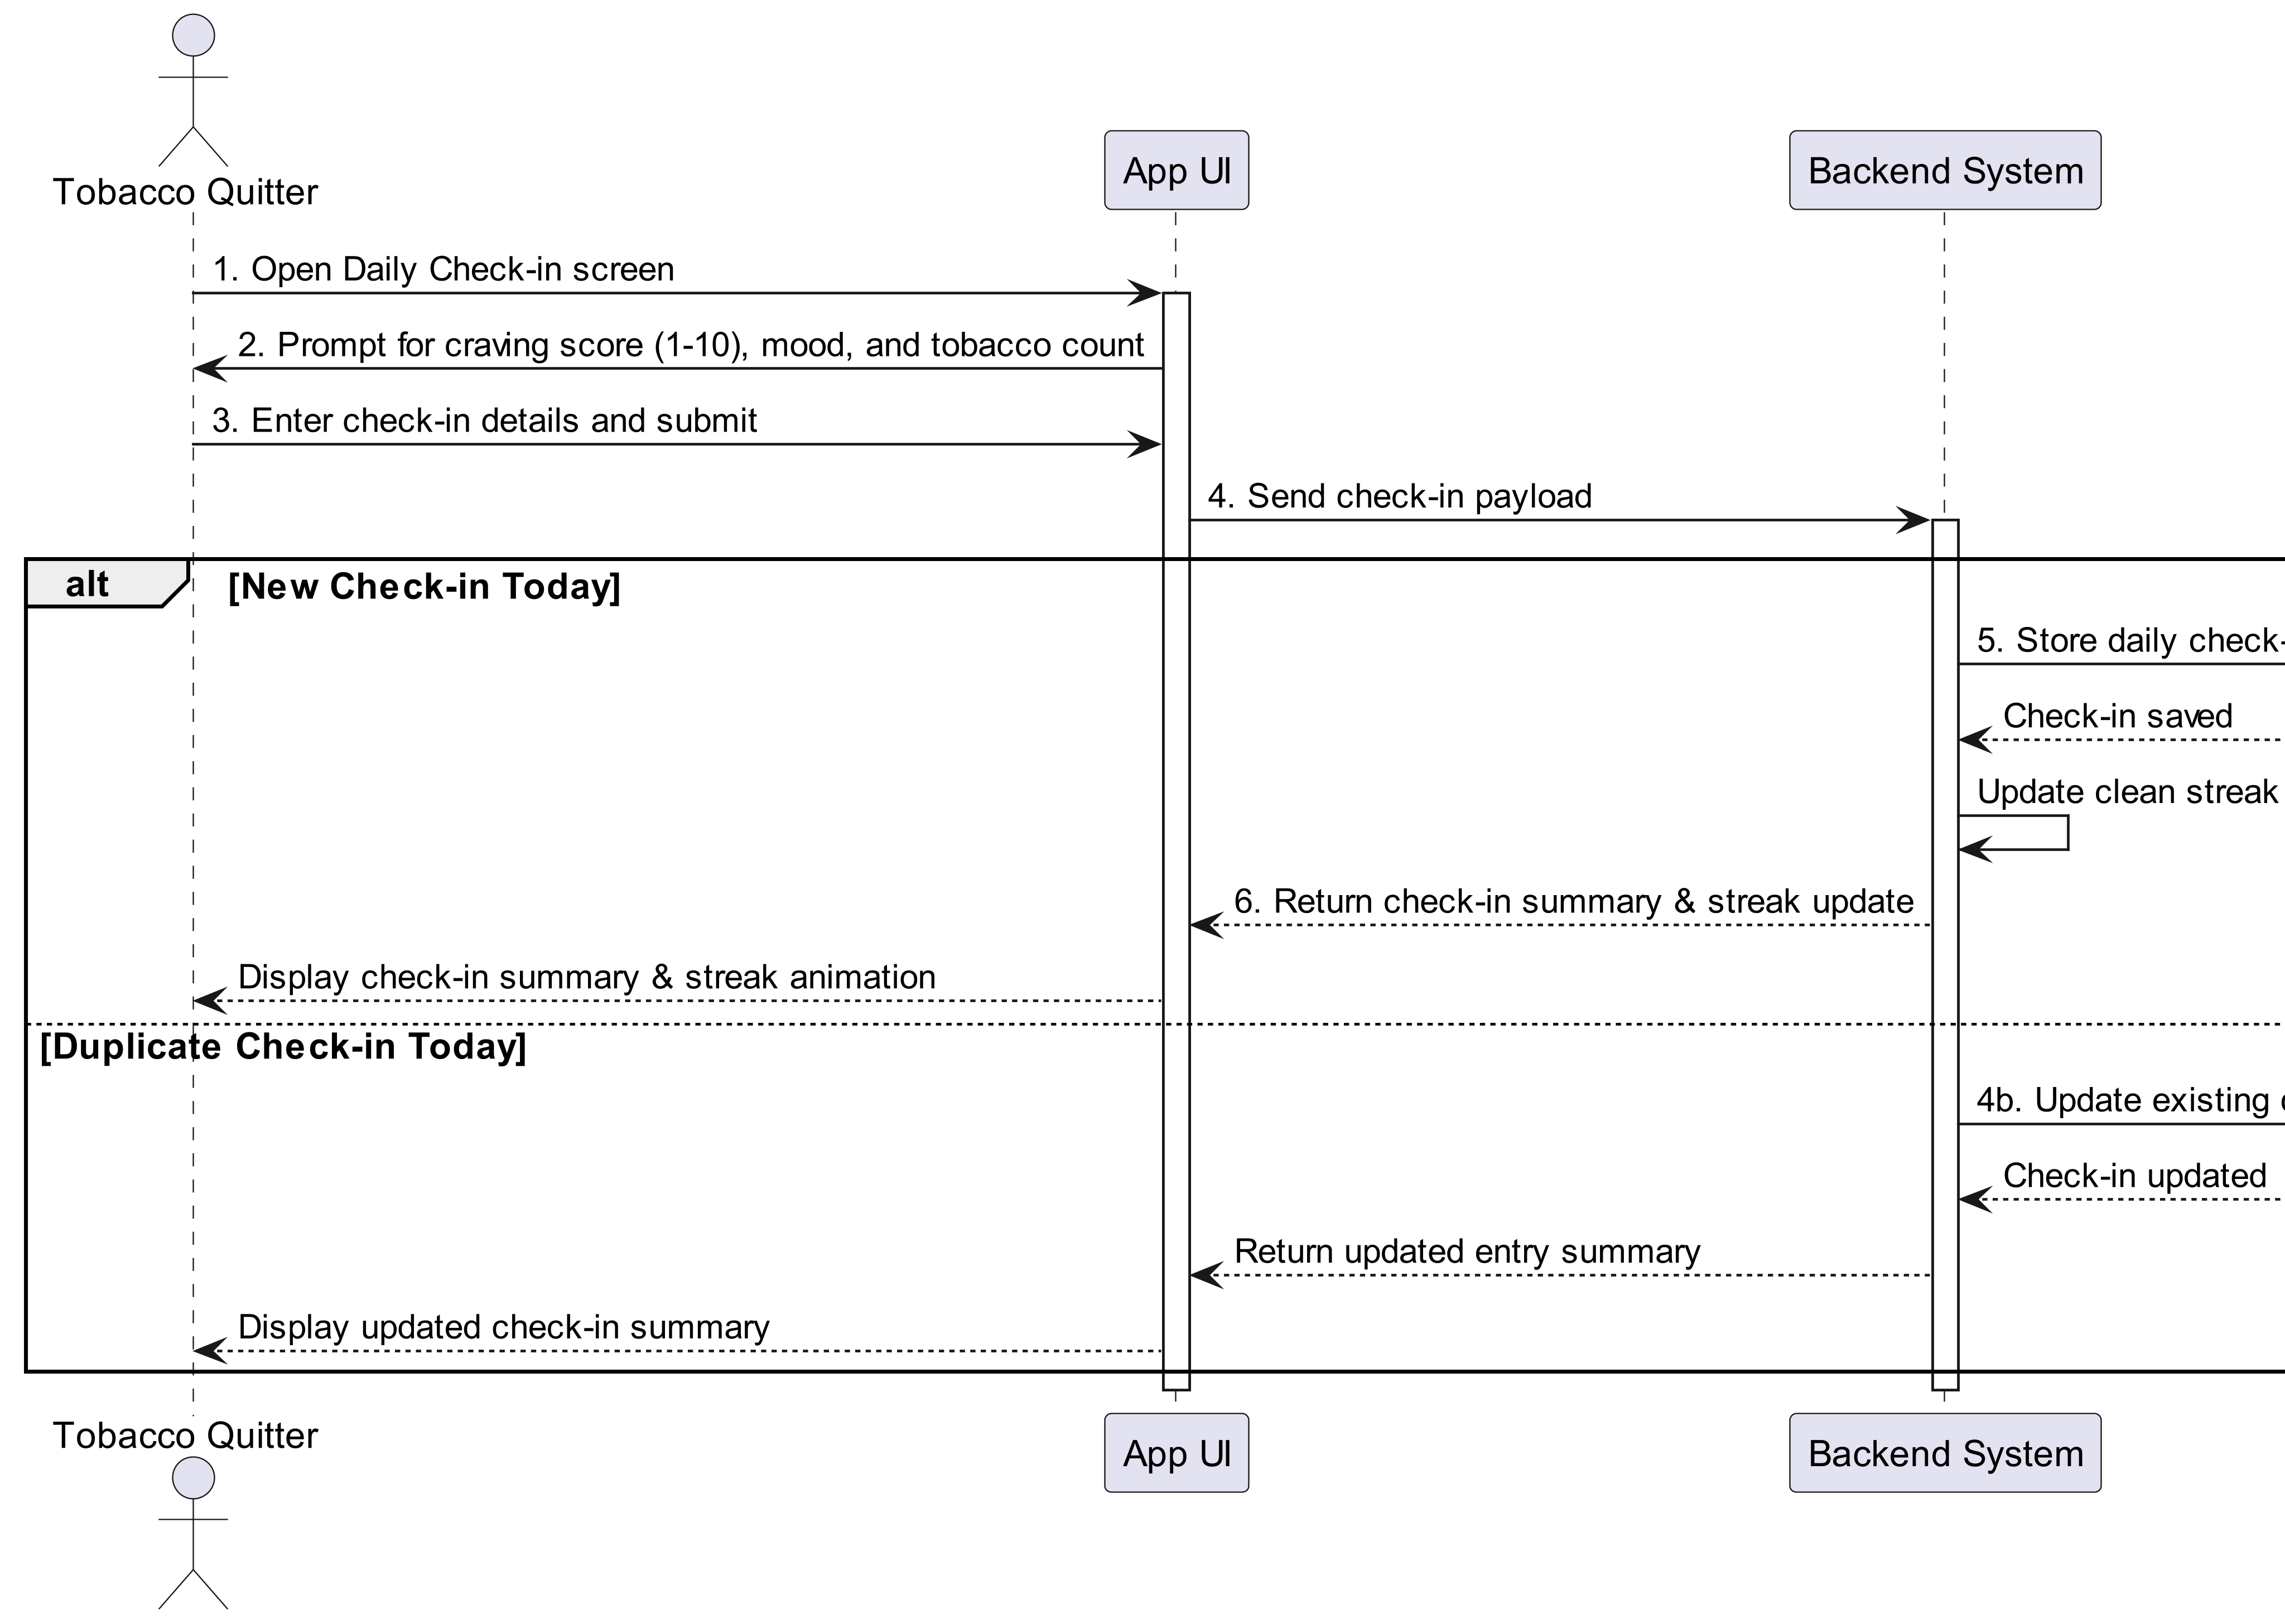 Tobacco Quitter
App UI
Backend System
1. Open Daily Check-in screen
2. Prompt for craving score (1-10), mood, and tobacco count
3. Enter check-in details and submit
4. Send check-in payload
alt [New Check-in Today]
5. Store daily check-
Check-in saved
Update clean streak
6. Return check-in summary & streak update
Display check-in summary & streak animation
[Duplicate Check-in Today]
4b. Update existing
Check-in updated
Return updated entry summary
Display updated check-in summary
Tobacco Quitter
App UI
Backend System